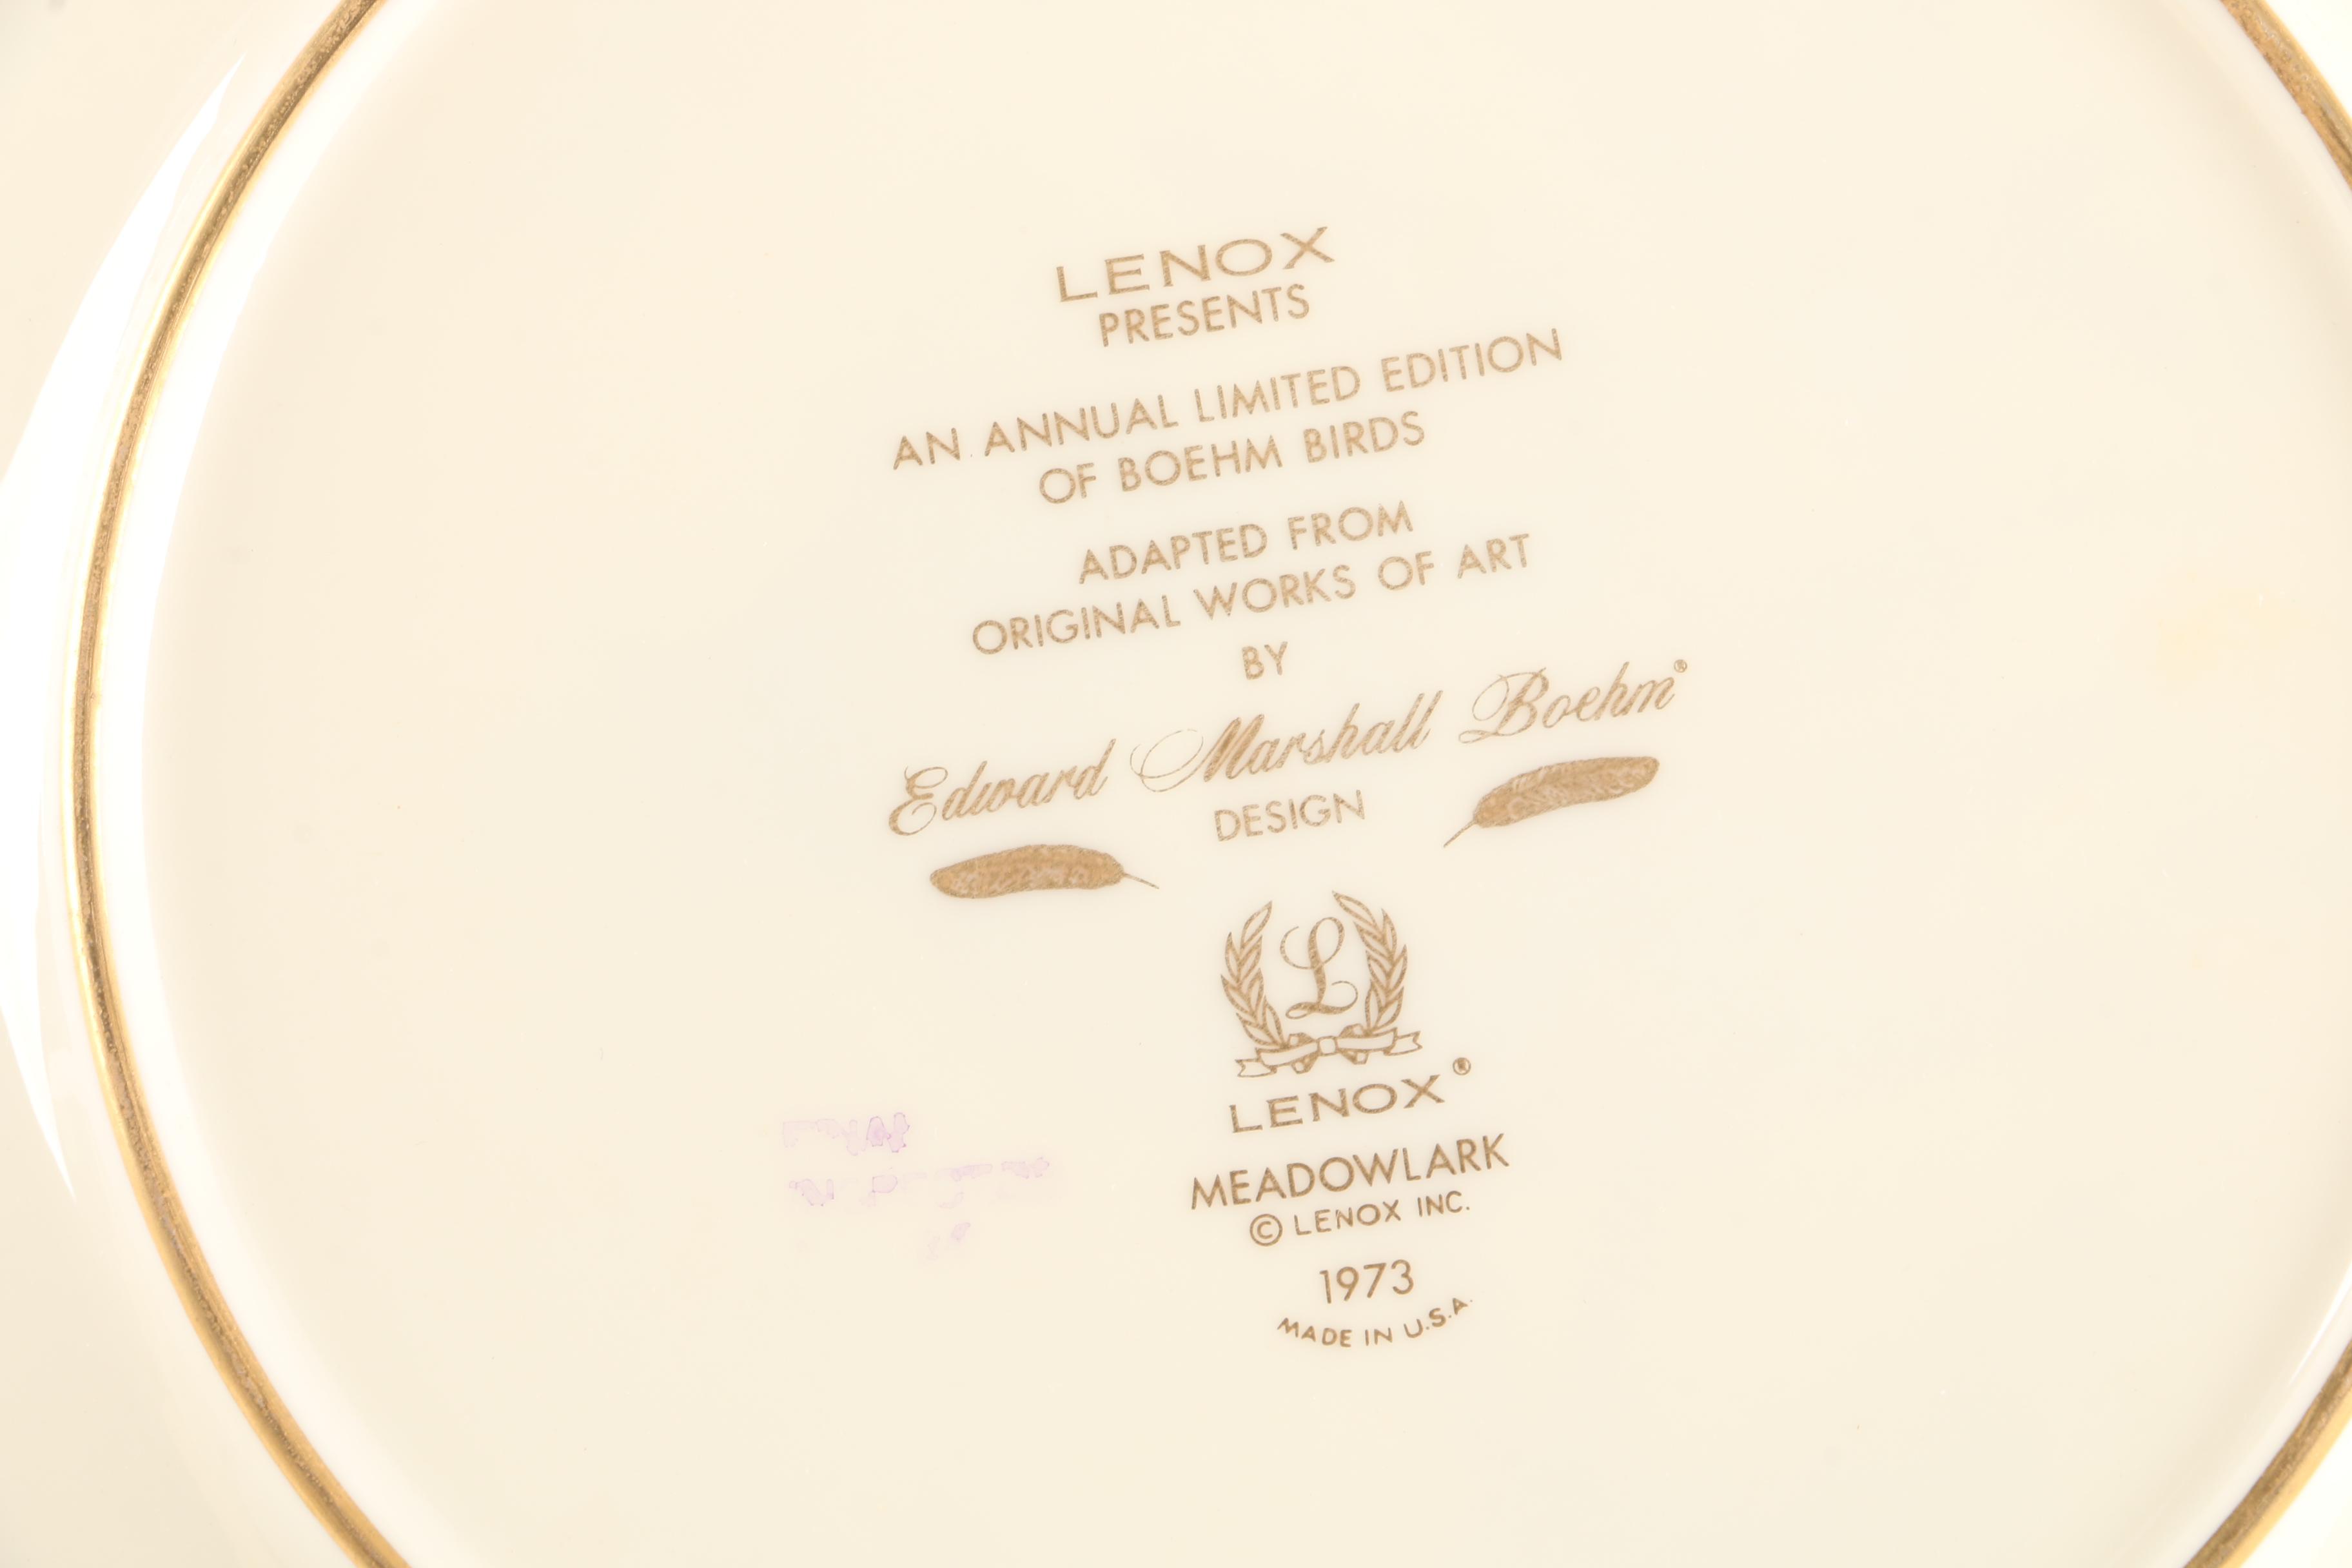 LENOX
PRESENTS
AN ANNUAL LIMITED EDITION
OF BOEHM BIRDS
ADAPTED FROM
ORIGINAL WORKS OF ART
BY
Edward Marshall Boehm®
DESIGN
L
LENOX®
MEADOWLARK
© LENOX INC.
1973
MADE IN U.S.A.